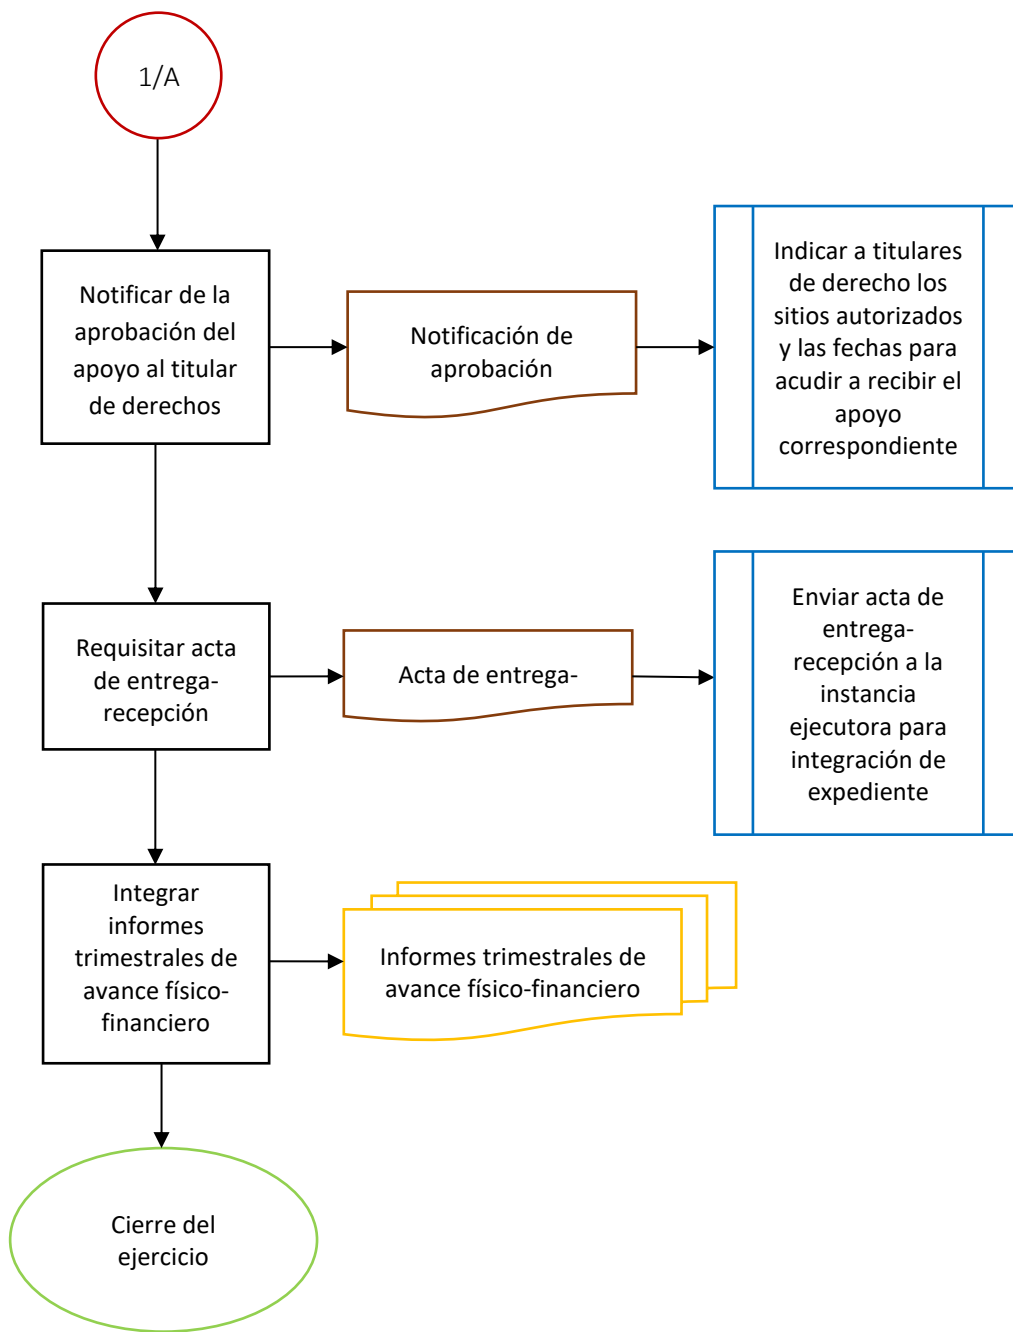 1/A
Notificar de la
aprobación del
apoyo al titular
de derechos
Notificación de
aprobación
Indicar a titulares
de derecho los
sitios autorizados
y las fechas para
acudir a recibir el
apoyo
correspondiente
Requisitar acta
de entrega-
recepción
Acta de entrega-
Enviar acta de
entrega-
recepción a la
instancia
ejecutora para
integración de
expediente
Integrar
informes
trimestrales de
avance físico-
financiero
Informes trimestrales de
avance físico-financiero
Cierre del
ejercicio